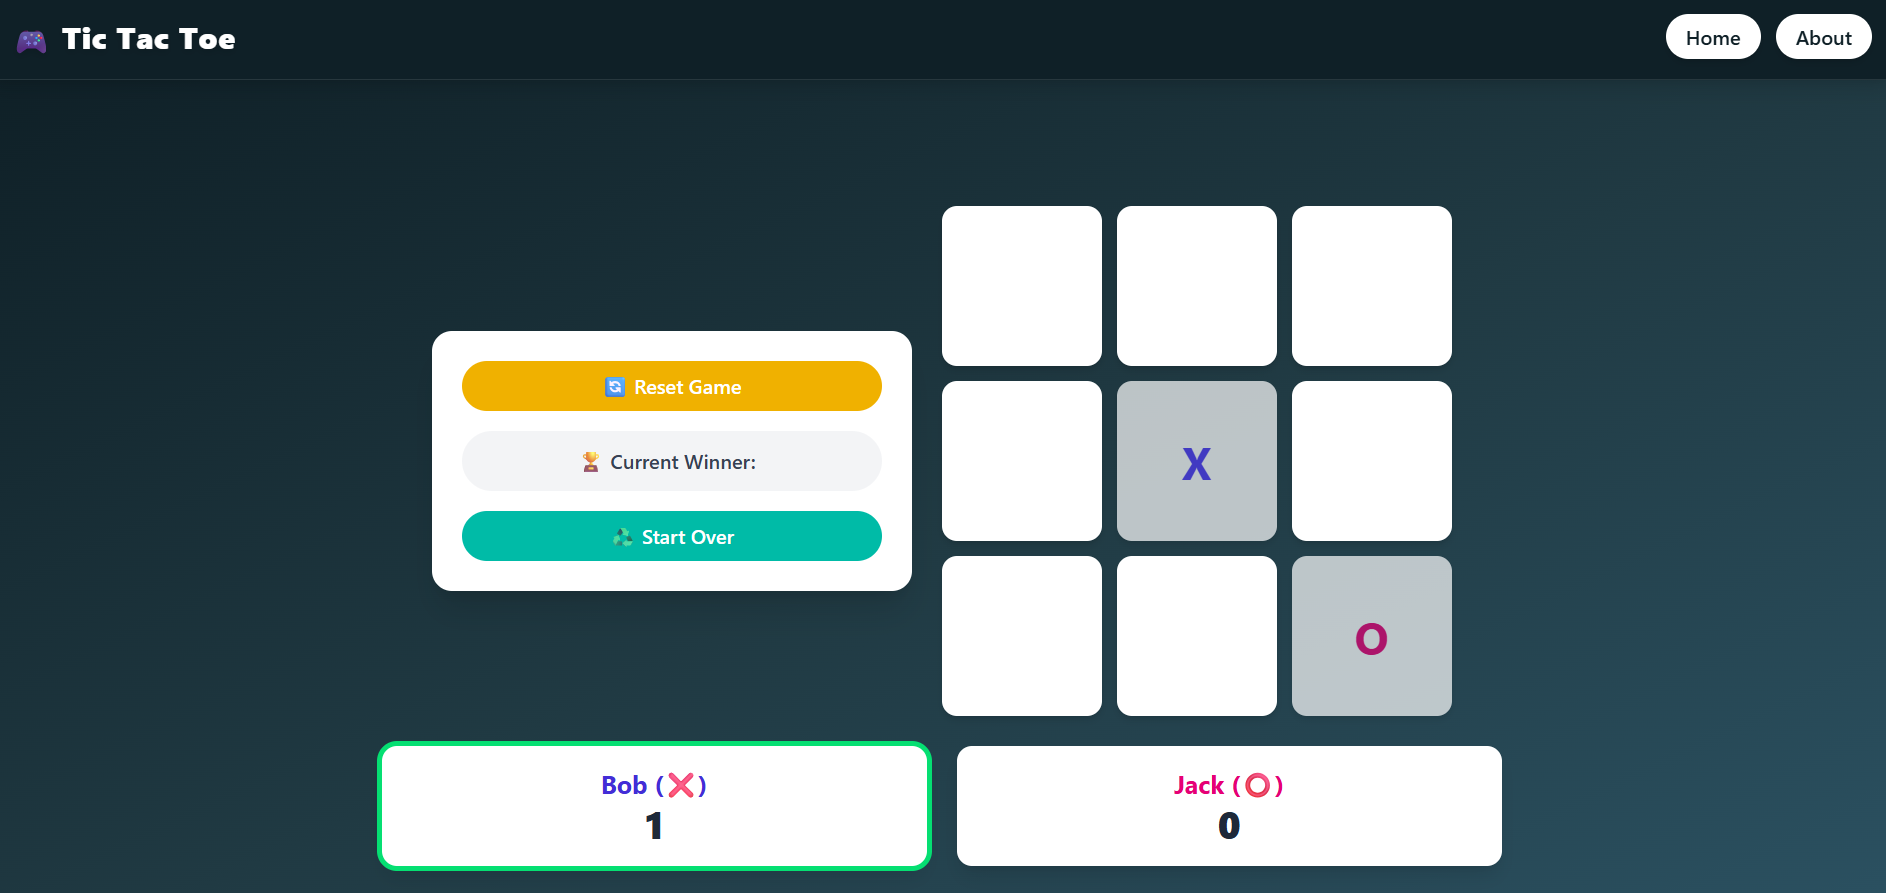 🎮 Tic Tac Toe
Home
About
🔄 Reset Game
🏆 Current Winner:
♻️ Start Over
X
O
Bob (❌)
1
Jack (⭕)
0